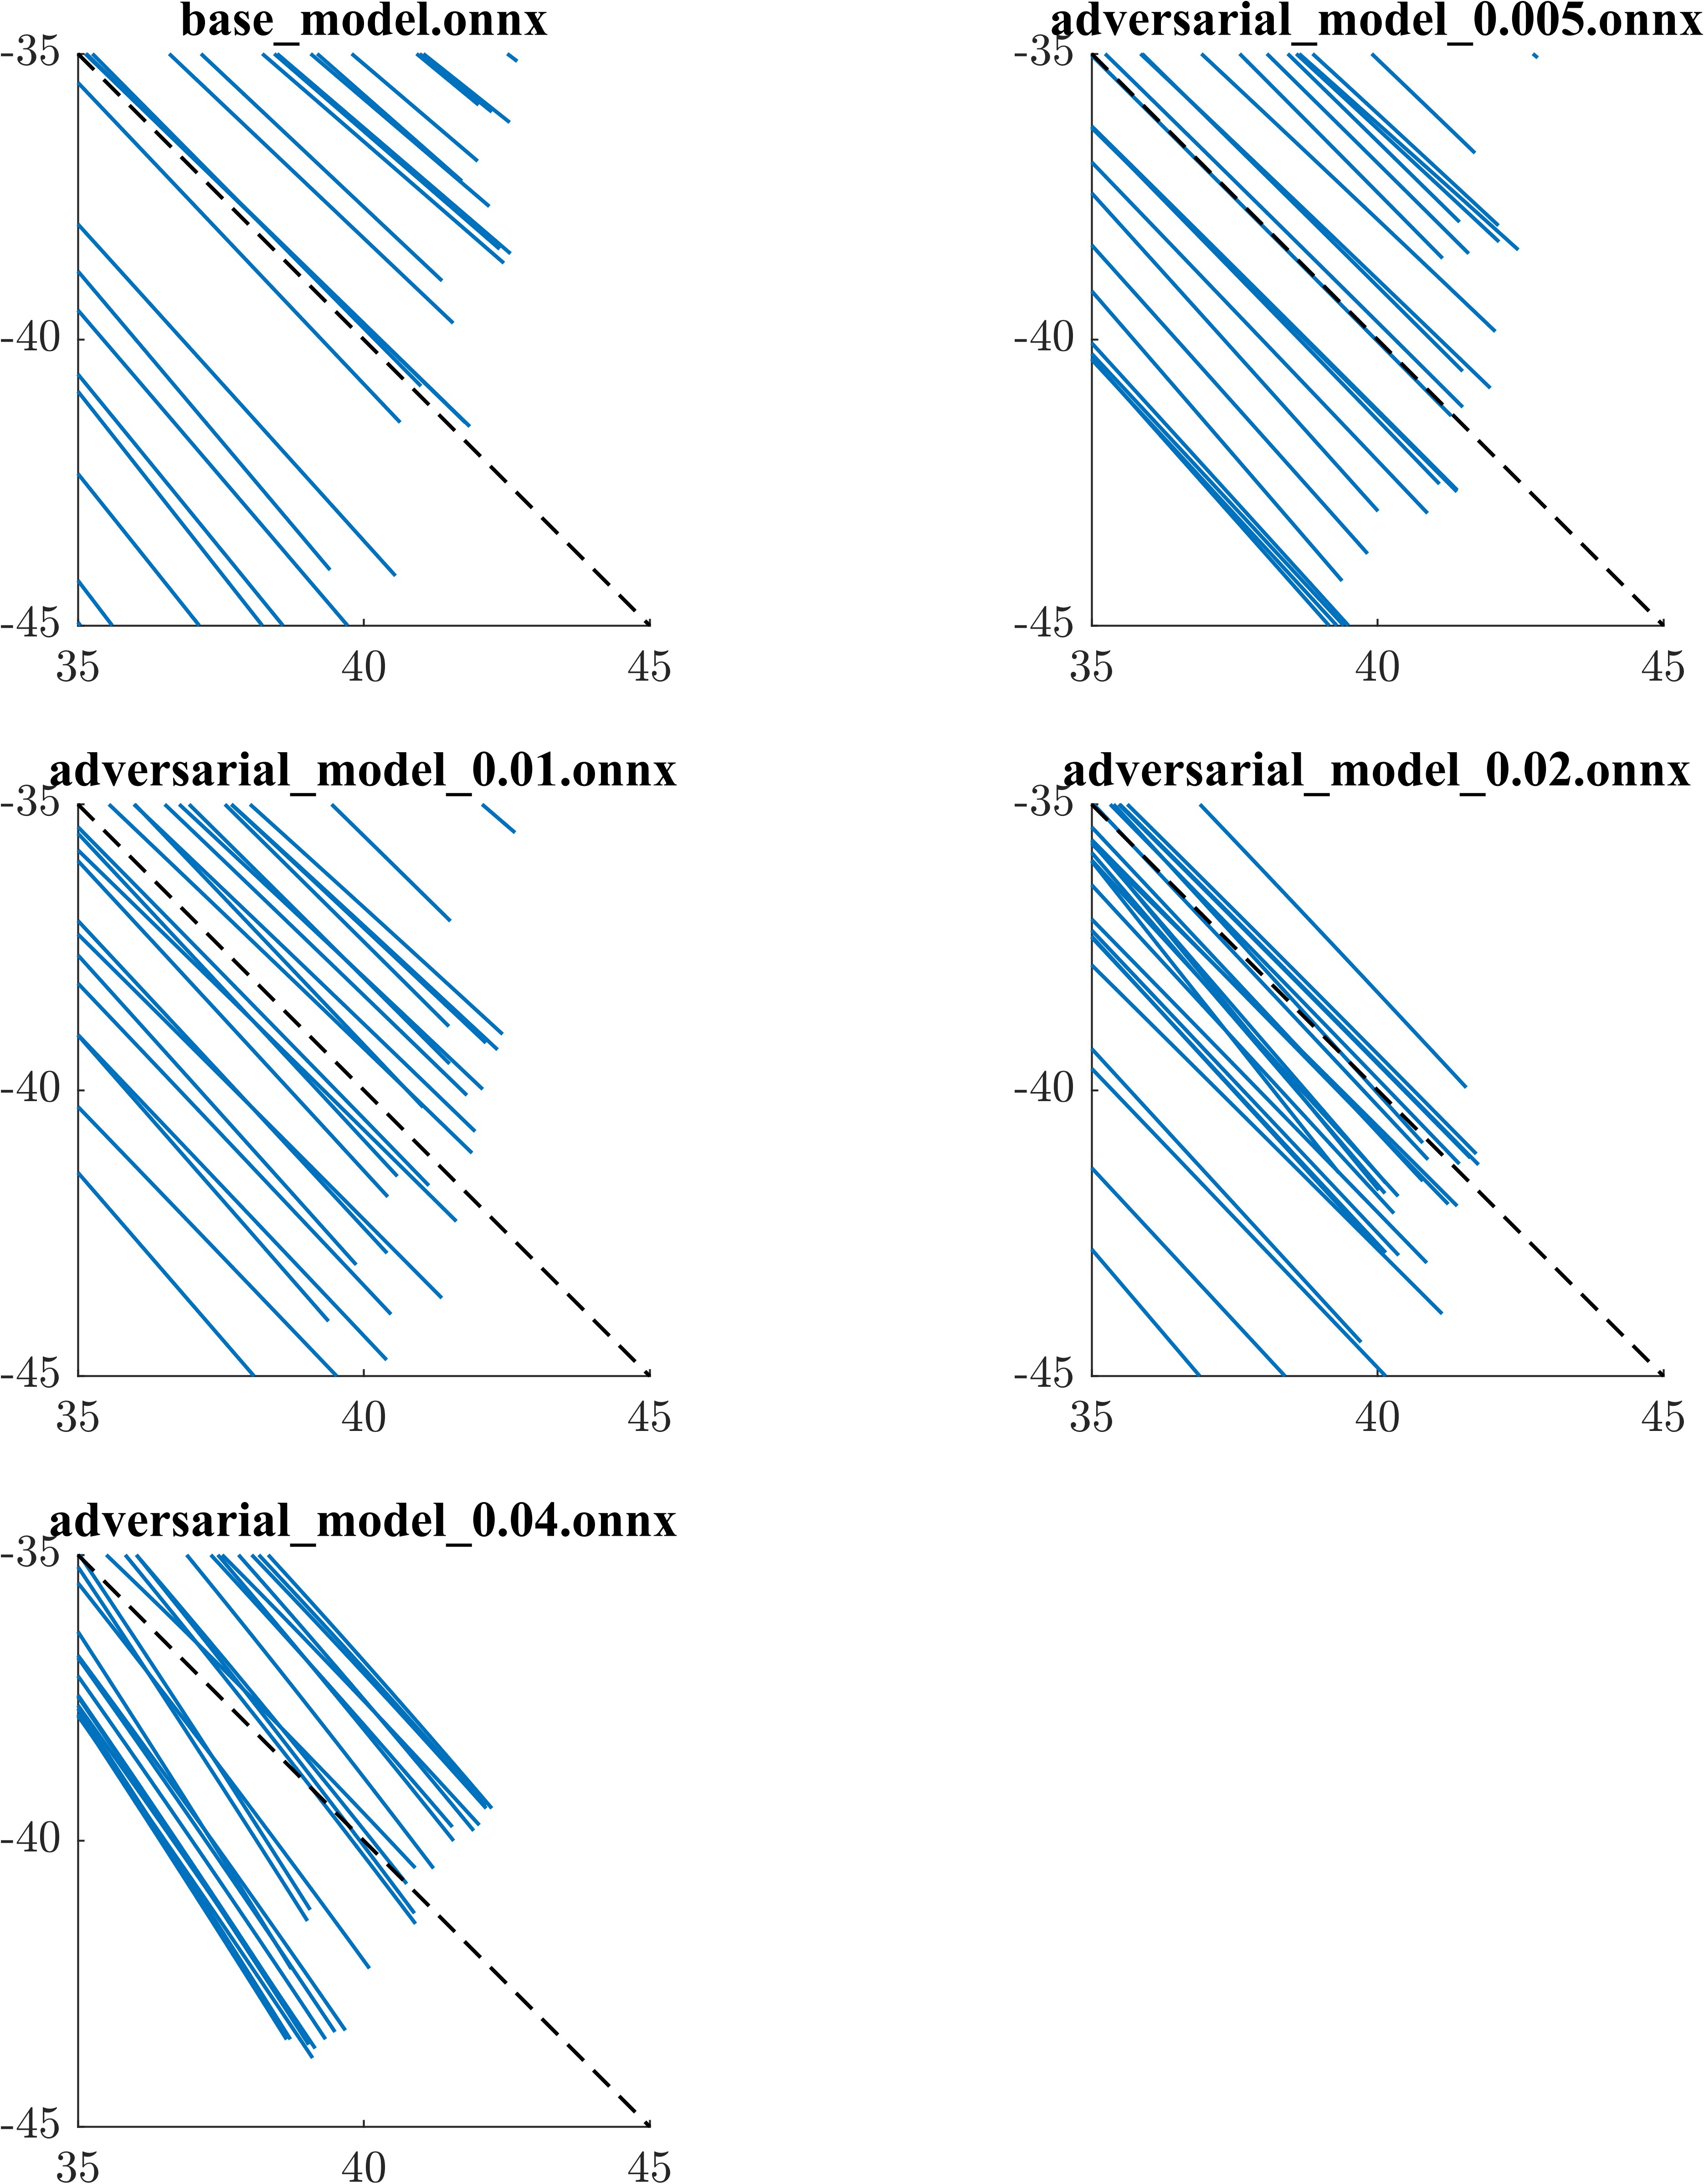 base_model.onnx
-35
-40
-45
35 40 45
adversarial_model_0.005.onnx
-35
-40
-45
35 40 45
adversarial_model_0.01.onnx
-35
-40
-45
35 40 45
adversarial_model_0.02.onnx
-35
-40
-45
35 40 45
adversarial_model_0.04.onnx
-35
-40
-45
35 40 45